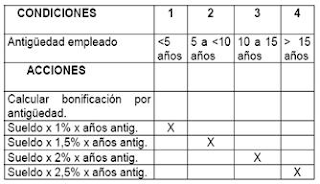 CONDICIONES 1 2 3 4
Antigüedad empleado <5 años 5 a <10 años 10 a 15 años > 15 años
ACCIONES
Calcular bonificación por antigüedad.
Sueldo x 1% x años antig. X
Sueldo x 1,5% x años antig. X
Sueldo x 2% x años antig. X
Sueldo x 2,5% x años antig. X